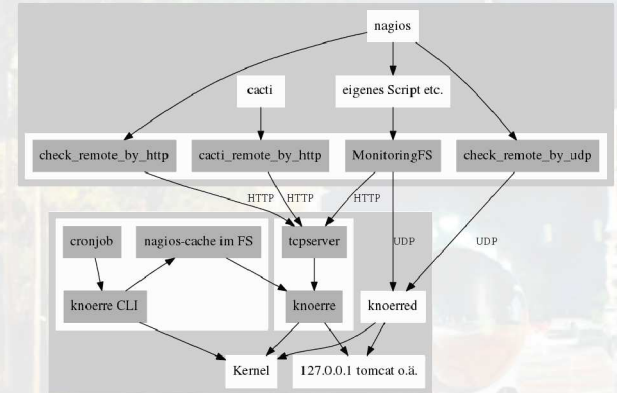 nagios
cacti
eigenes Script etc.
check_remote_by_http
cacti_remote_by_http
MonitoringFS
check_remote_by_udp
HTTP
HTTP
HTTP
cronjob
nagios-cache im FS
tcpserver
UDP
UDP
knoerre CLI
knoerre
knoerred
Kernel
127.0.0.1 tomcat o.ä.